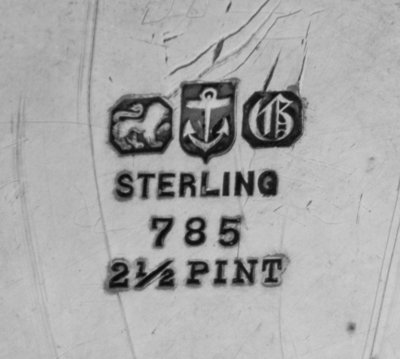 G
STERLING
785
2½ PINT